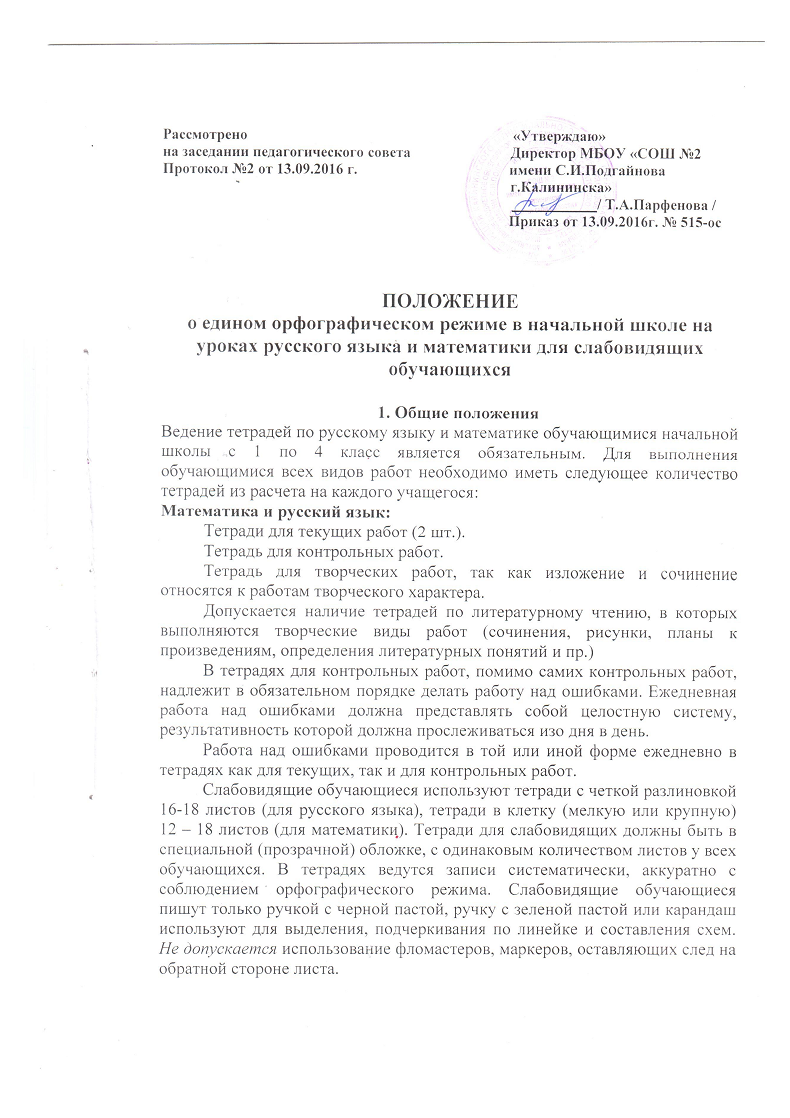 Рассмотрено
на заседании педагогического совета
Протокол №2 от 13.09.2016 г.
«Утверждаю»
Директор МБОУ «СОШ №2
имени С.И.Подгайнова
г.Калининска»
____________/ Т.А.Парфенова /
Приказ от 13.09.2016г. № 515-ос
ПОЛОЖЕНИЕ
о едином орфографическом режиме в начальной школе на
уроках русского языка и математики для слабовидящих
обучающихся
1. Общие положения
Ведение тетрадей по русскому языку и математике обучающимися начальной
школы с 1 по 4 класс является обязательным. Для выполнения
обучающимися всех видов работ необходимо иметь следующее количество
тетрадей из расчета на каждого учащегося:
Математика и русский язык:
Тетради для текущих работ (2 шт.).
Тетрадь для контрольных работ.
Тетрадь для творческих работ, так как изложение и сочинение
относятся к работам творческого характера.
Допускается наличие тетрадей по литературному чтению, в которых
выполняются творческие виды работ (сочинения, рисунки, планы к
произведениям, определения литературных понятий и пр.)
В тетрадях для контрольных работ, помимо самих контрольных работ,
надлежит в обязательном порядке делать работу над ошибками. Ежедневная
работа над ошибками должна представлять собой целостную систему,
результативность которой должна прослеживаться изо дня в день.
Работа над ошибками проводится в той или иной форме ежедневно в
тетрадях как для текущих, так и для контрольных работ.
Слабовидящие обучающиеся используют тетради с четкой разлиновкой
16-18 листов (для русского языка), тетради в клетку (мелкую или крупную)
12 – 18 листов (для математики). Тетради для слабовидящих должны быть в
специальной (прозрачной) обложке, с одинаковым количеством листов у всех
обучающихся. В тетрадях ведутся записи систематически, аккуратно с
соблюдением орфографического режима. Слабовидящие обучающиеся
пишут только ручкой с черной пастой, ручку с зеленой пастой или карандаш
используют для выделения, подчеркивания по линейке и составления схем.
Не допускается использование фломастеров, маркеров, оставляющих след на
обратной стороне листа.